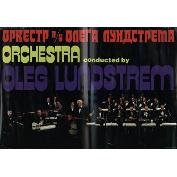 ОРКЕСТР п/у ОЛЕГА ЛУНДСТРЕМА
ORCHESTRA conducted by
OLEG LUNDSTREM